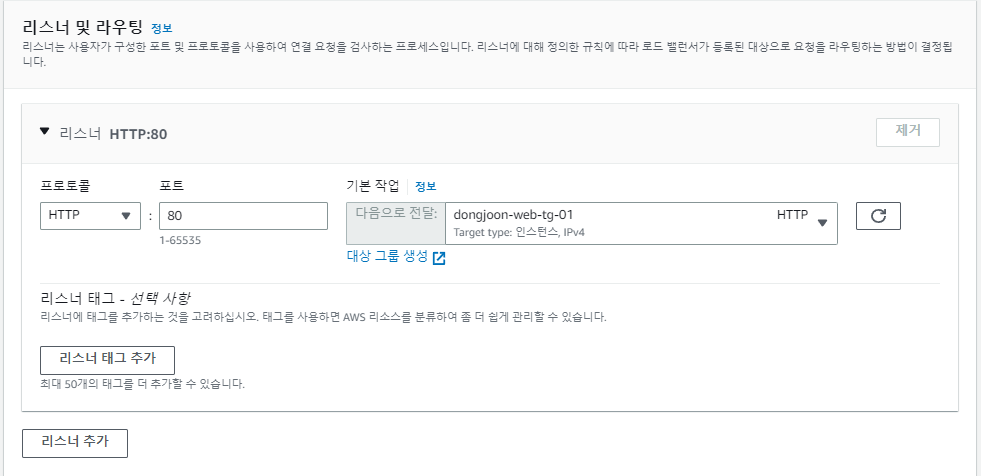 리스너 및 라우팅 정보
리스너는 사용자가 구성한 포트 및 프로토콜을 사용하여 연결 요청을 검사하는 프로세스입니다. 리스너에 대해 정의한 규칙에 따라 로드 밸런서가 등록된 대상으로 요청을 라우팅하는 방법이 결정됩
니다.
리스너 HTTP:80
제거
프로토콜
포트
기본 작업 정보
HTTP
:
80
다음으로 전달:
dongjoon-web-tg-01
HTTP
Target type: 인스턴스, IPv4
1-65535
대상 그룹 생성
리스너 태그 - 선택 사항
리스너에 태그를 추가하는 것을 고려하십시오. 태그를 사용하면 AWS 리소스를 분류하여 좀 더 쉽게 관리할 수 있습니다.
리스너 태그 추가
최대 50개의 태그를 더 추가할 수 있습니다.
리스너 추가